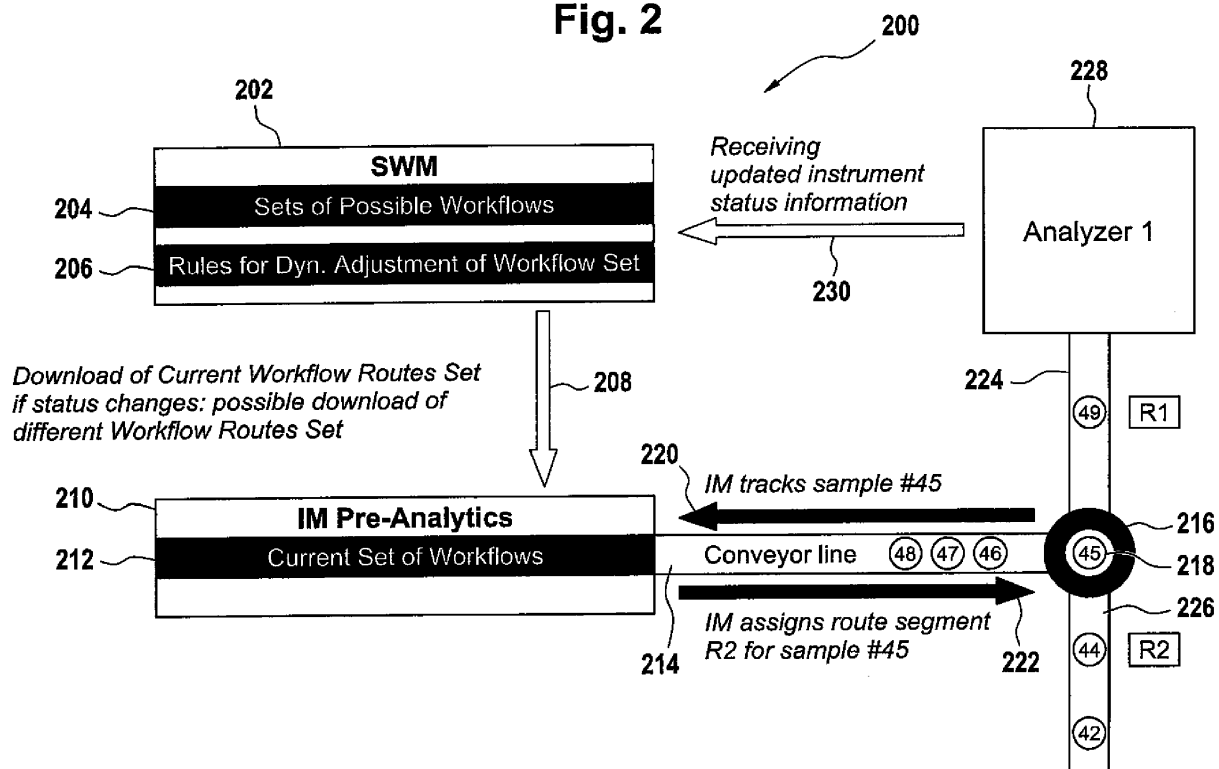 Fig. 2
200
202
228
SWM
204
Sets of Possible Workflows
206
Rules for Dyn. Adjustment of Workflow Set
Receiving
updated instrument
status information
230
Analyzer 1
Download of Current Workflow Routes Set
if status changes: possible download of
different Workflow Routes Set
208
224
49
R1
210
IM Pre-Analytics
212
Current Set of Workflows
220
IM tracks sample #45
Conveyor line
48
47
46
45
216
218
214
IM assigns route segment
R2 for sample #45
222
226
44
R2
42